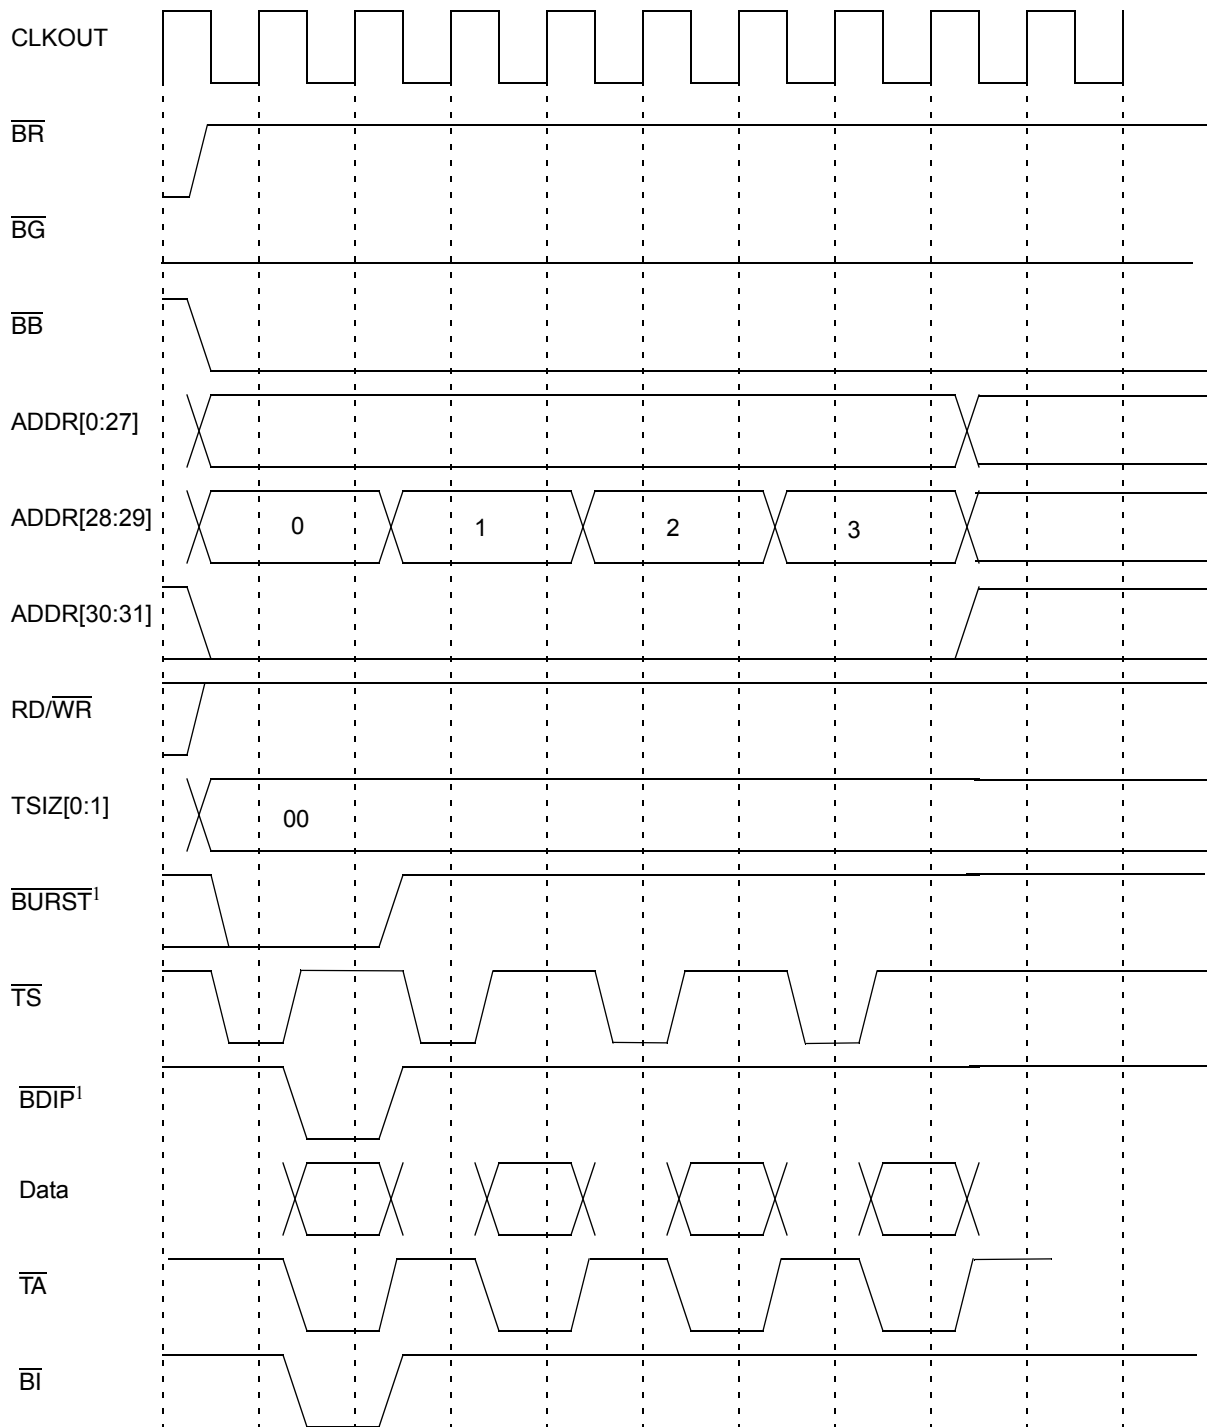 CLKOUT
BR
BG
BB
ADDR[0:27]
ADDR[28:29] 0 1 2 3
ADDR[30:31]
RD/WR
TSIZ[0:1] 00
BURST¹
TS
BDIP¹
Data
TA
BI